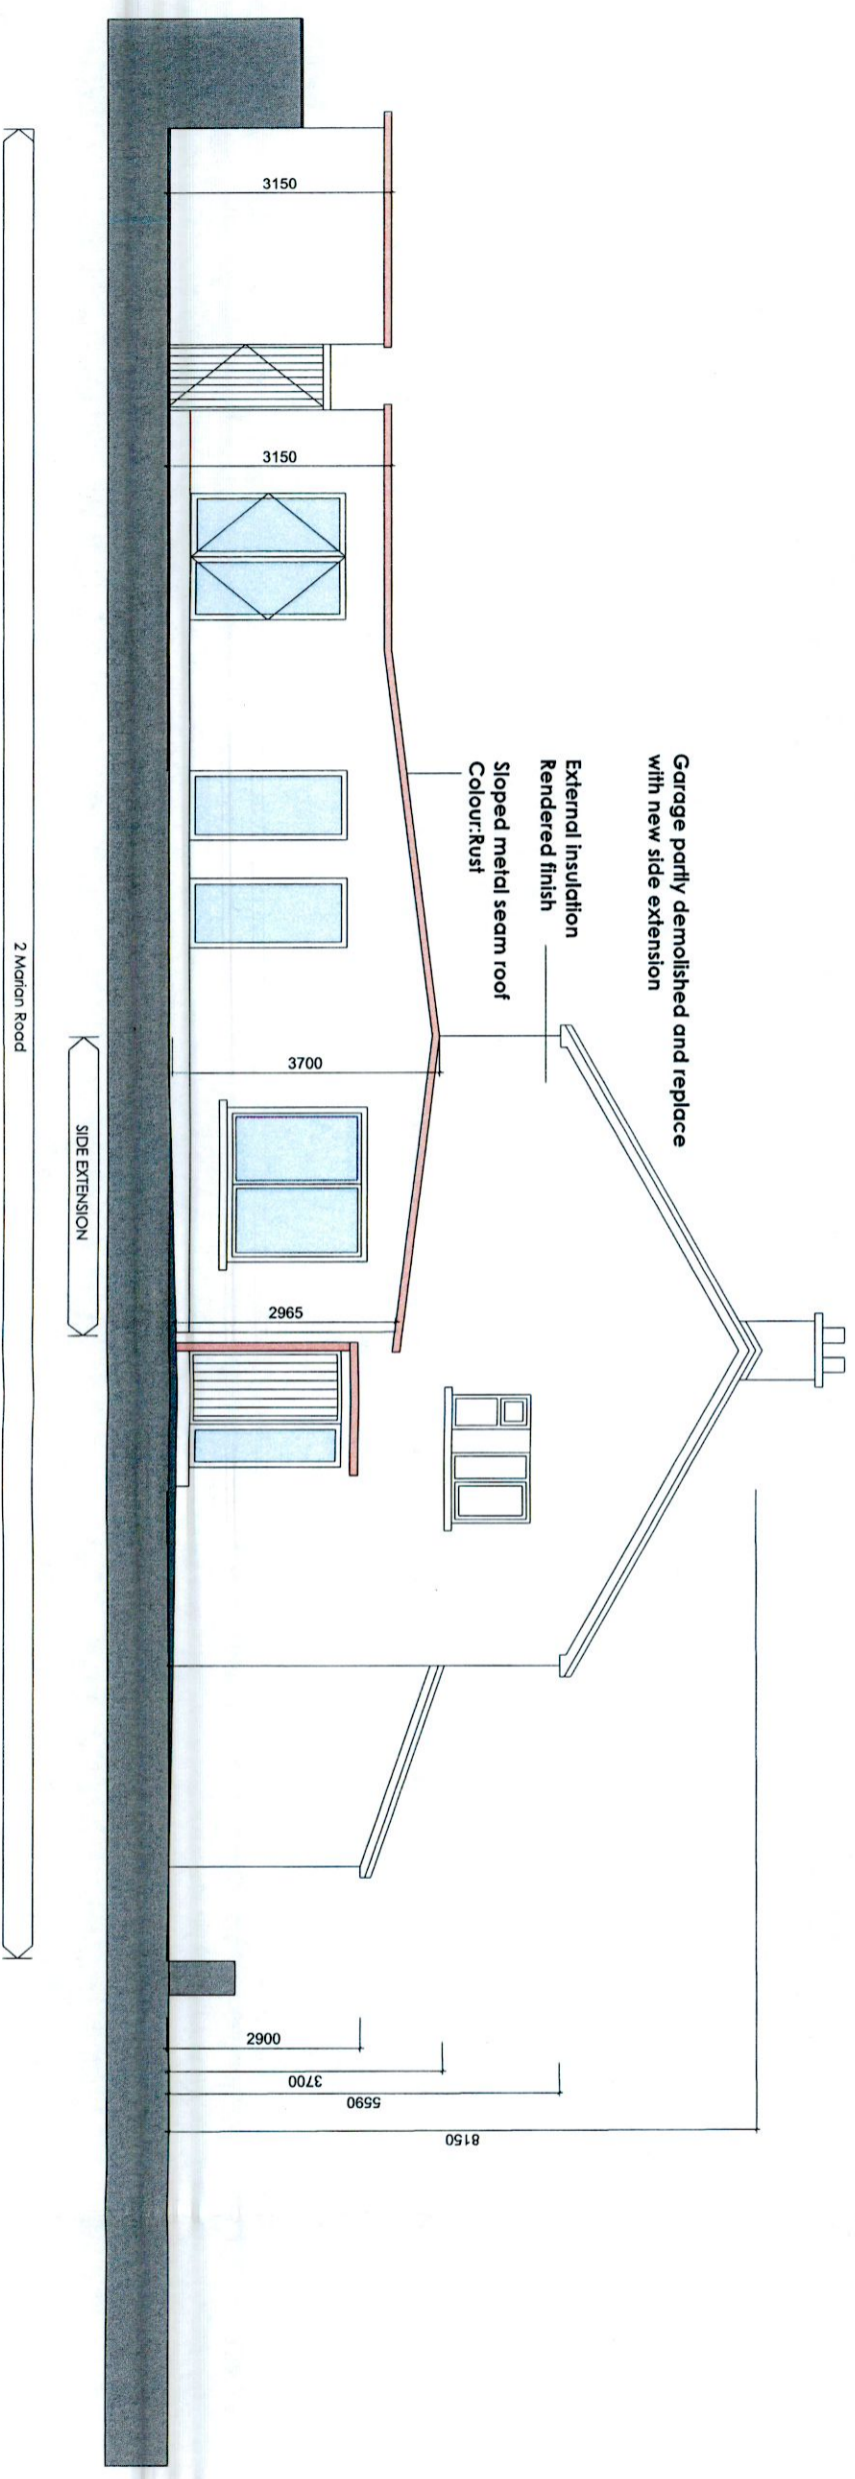 Garage partly demolished and replace
with new side extension
External insulation
Rendered finish
Sloped metal seam roof
Colour:Rust
3150
3150
3700
2965
2900
3700
5590
8150
SIDE EXTENSION
2 Marian Road